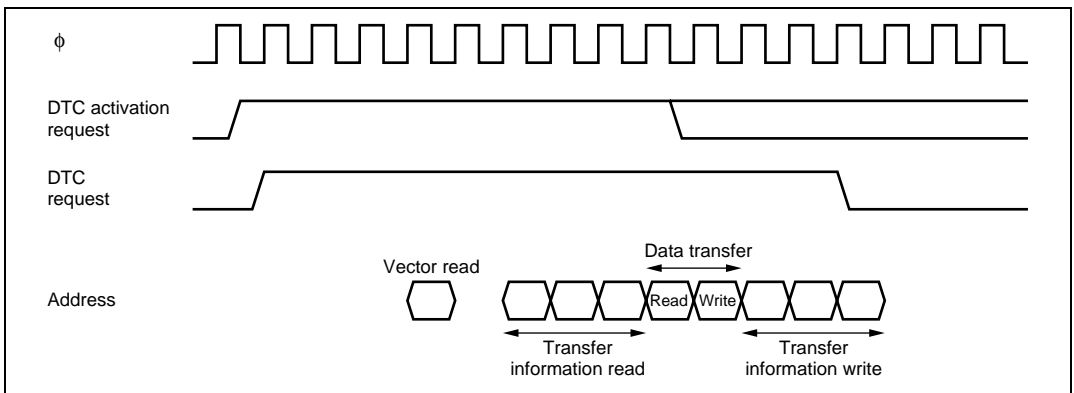 ϕ
DTC activation
request
DTC
request
Data transfer
Vector read
Address
Read
Write
Transfer
information read
Transfer
information write